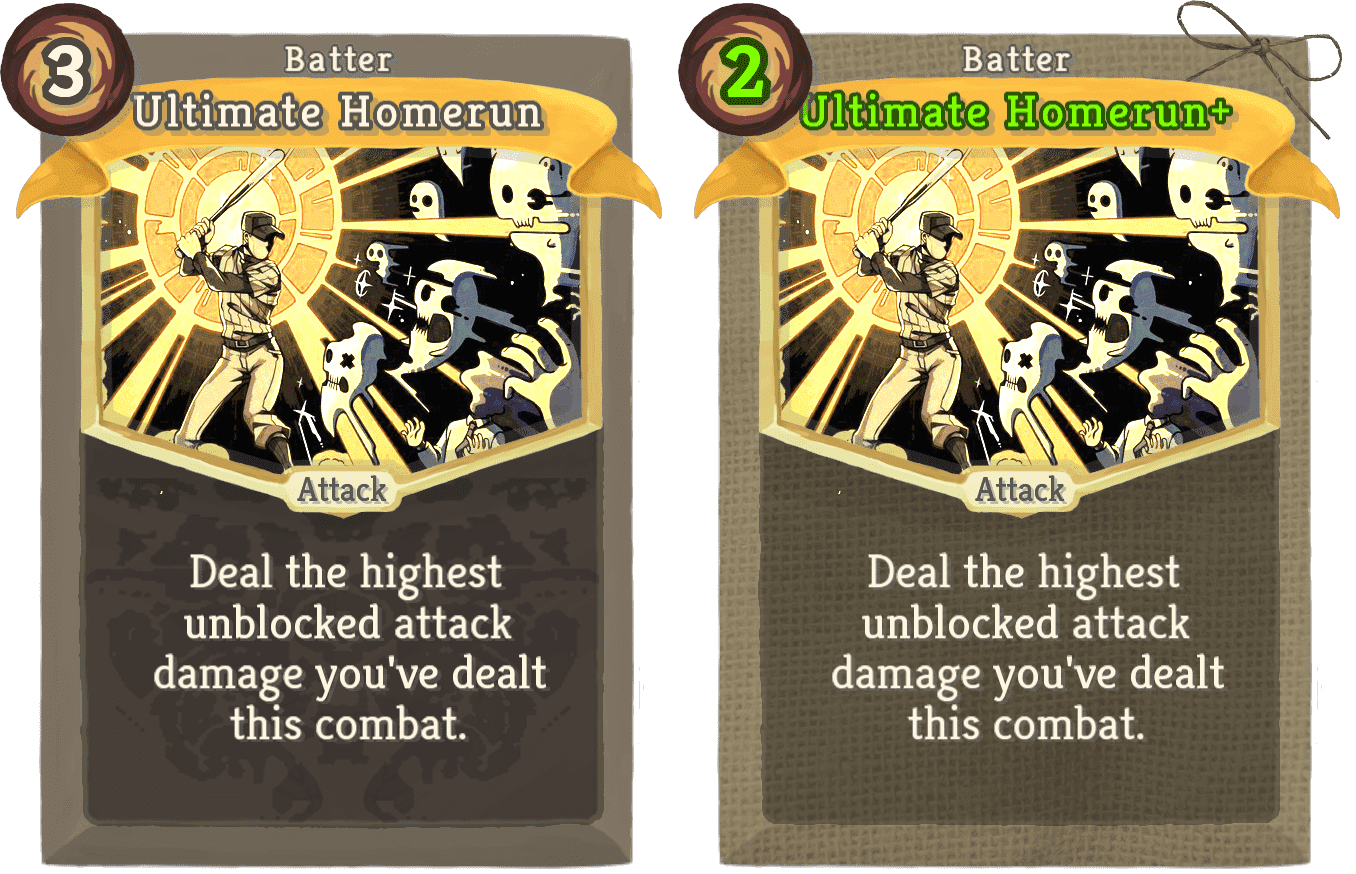 3
Batter
Ultimate Homerun
Attack
Deal the highest
unblocked attack
damage you've dealt
this combat.
2
Batter
Ultimate Homerun+
Attack
Deal the highest
unblocked attack
damage you've dealt
this combat.